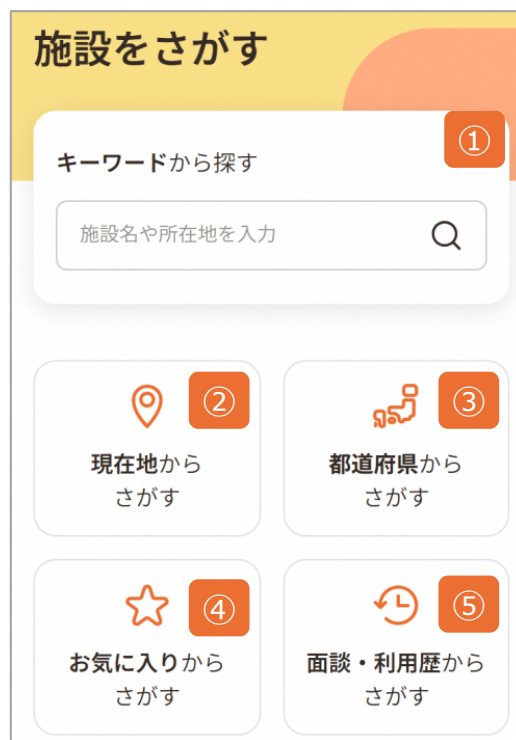 施設をさがす
①
キーワードから探す
施設名や所在地を入力
②
現在地から
さがす
③
都道府県から
さがす
④
お気に入りから
さがす
⑤
面談・利用歴から
さがす